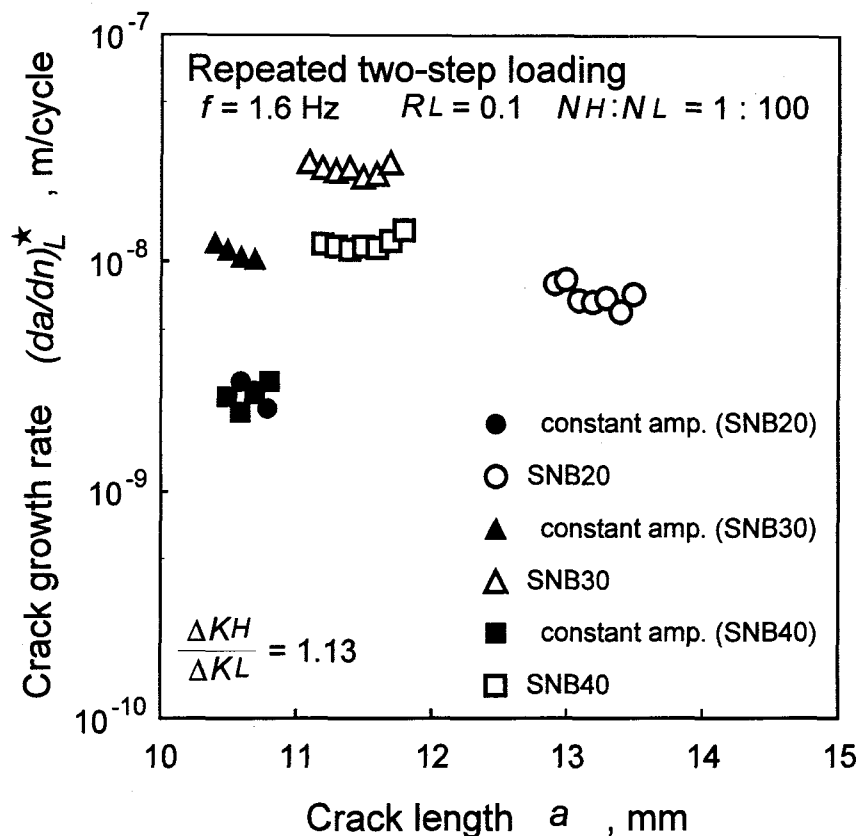 Repeated two-step loading
f = 1.6 Hz RL = 0.1 NH:NL = 1 : 100
10-7
10-8
10-9
10-10
Crack growth rate (da/dn)L★ , m/cycle
constant amp. (SNB20)
SNB20
constant amp. (SNB30)
SNB30
constant amp. (SNB40)
SNB40
ΔKH
ΔKL = 1.13
10 11 12 13 14 15
Crack length a , mm